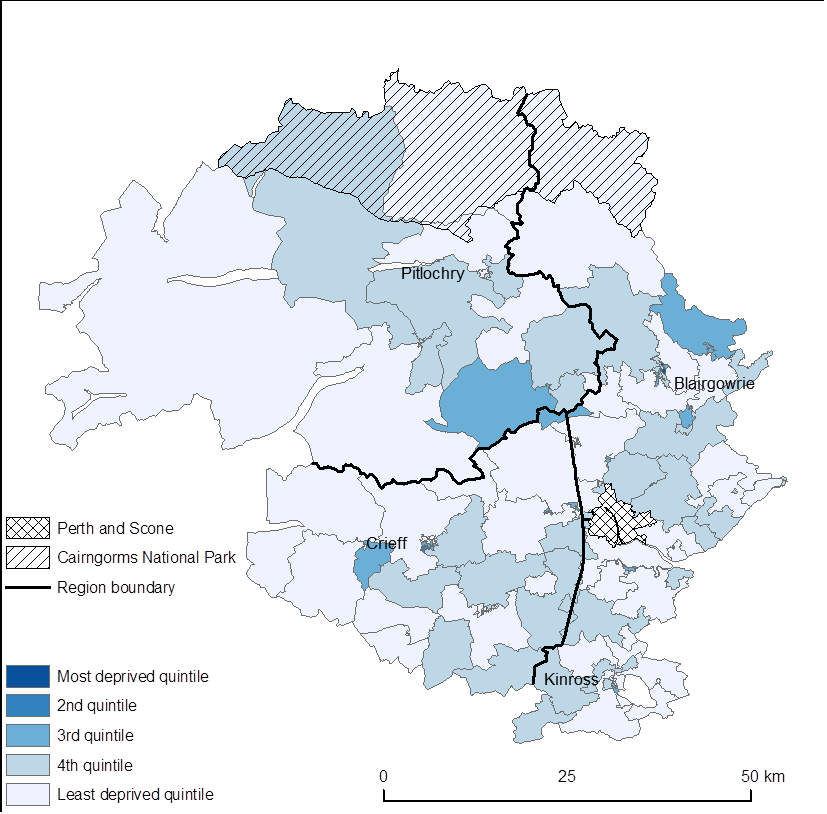 Pitlochry
Blairgowrie
Perth and Scone
Crieff
Cairngorms National Park
Region boundary
Most deprived quintile
Kinross
2nd quintile
3rd quintile
4th quintile
Least deprived quintile
0 25 50 km